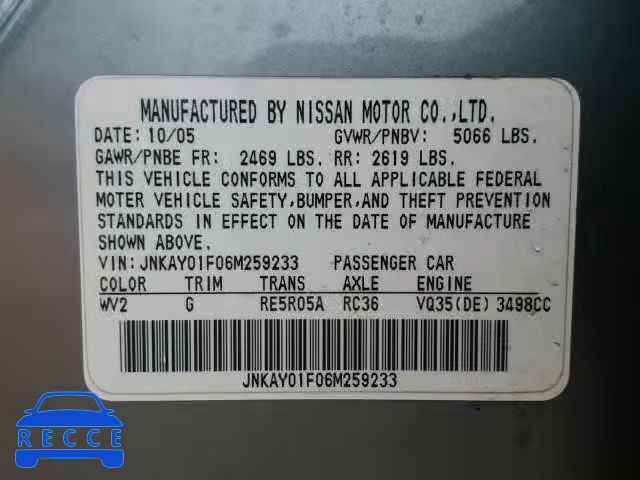 MANUFACTURED BY NISSAN MOTOR CO.,LTD.
DATE: 10/05 GVWR/PNBV: 5066 LBS.
GAWR/PNBE FR: 2469 LBS. RR: 2619 LBS.
THIS VEHICLE CONFORMS TO ALL APPLICABLE FEDERAL
MOTOR VEHICLE SAFETY,BUMPER,AND THEFT PREVENTION
STANDARDS IN EFFECT ON THE DATE OF MANUFACTURE
SHOWN ABOVE.
VIN:JNKAY01F06M259233 PASSENGER CAR
COLOR TRIM TRANS AXLE ENGINE
WV2 G RE5R05A RC36 VQ35(DE) 3498CC
JNKAY01F06M259233
RECCE